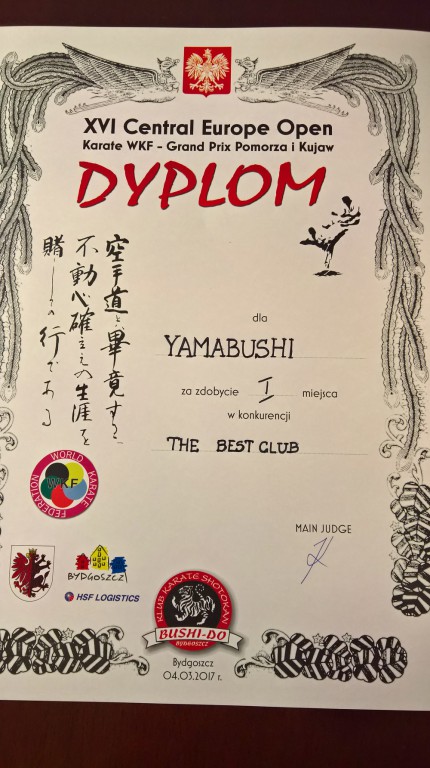 XVI Central Europe Open
Karate WKF - Grand Prix Pomorza i Kujaw
DYPLOM
空手道と畢竟する
不動心確立への生涯を
賭しての行である
dla
YAMABUSHI
za zdobycie I miejsca
w konkurencji
THE BEST CLUB
WORLD KARATE FEDERATION
WKF
MAIN JUDGE
BYDGOSZCZ
HSF LOGISTICS
KLUB KARATE SHOTOKAN
BUSHI-DO
BYDGOSZCZ
Bydgoszcz
04.03.2017 r.